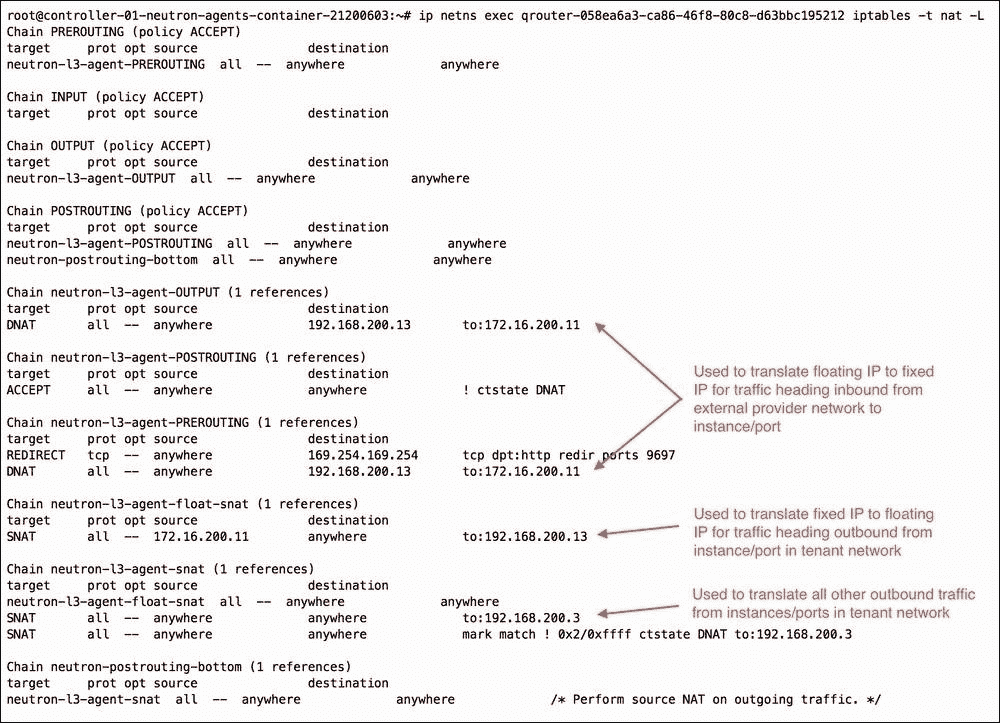 root@controller-01-neutron-agents-container-21200603:~# ip netns exec qrouter-058ea6a3-ca86-46f8-80c8-d63bbc195212 iptables -t nat -L
Chain PREROUTING (policy ACCEPT)
target     prot opt source               destination
neutron-l3-agent-PREROUTING  all  --  anywhere             anywhere

Chain INPUT (policy ACCEPT)
target     prot opt source               destination

Chain OUTPUT (policy ACCEPT)
target     prot opt source               destination
neutron-l3-agent-OUTPUT  all  --  anywhere             anywhere

Chain POSTROUTING (policy ACCEPT)
target     prot opt source               destination
neutron-l3-agent-POSTROUTING  all  --  anywhere             anywhere
neutron-postrouting-bottom  all  --  anywhere             anywhere

Chain neutron-l3-agent-OUTPUT (1 references)
target     prot opt source               destination
DNAT       all  --  anywhere             192.168.200.13       to:172.16.200.11

Chain neutron-l3-agent-POSTROUTING (1 references)
target     prot opt source               destination
ACCEPT     all  --  anywhere             anywhere             ! ctstate DNAT

Used to translate floating IP to fixed
IP for traffic heading inbound from
external provider network to
instance/port

Chain neutron-l3-agent-PREROUTING (1 references)
target     prot opt source               destination
REDIRECT   tcp  --  anywhere             169.254.169.254      tcp dpt:http redir ports 9697
DNAT       all  --  anywhere             192.168.200.13       to:172.16.200.11

Chain neutron-l3-agent-float-snat (1 references)
target     prot opt source               destination
SNAT       all  --  172.16.200.11        anywhere             to:192.168.200.13

Used to translate fixed IP to floating
IP for traffic heading outbound from
instance/port in tenant network

Chain neutron-l3-agent-snat (1 references)
target     prot opt source               destination
neutron-l3-agent-float-snat  all  --  anywhere             anywhere
SNAT       all  --  anywhere             anywhere             to:192.168.200.3
SNAT       all  --  anywhere             anywhere             mark match ! 0x2/0xffff ctstate DNAT to:192.168.200.3

Used to translate all other outbound traffic
from instances/ports in tenant network

Chain neutron-postrouting-bottom (1 references)
target     prot opt source               destination
neutron-l3-agent-snat  all  --  anywhere             anywhere             /* Perform source NAT on outgoing traffic. */